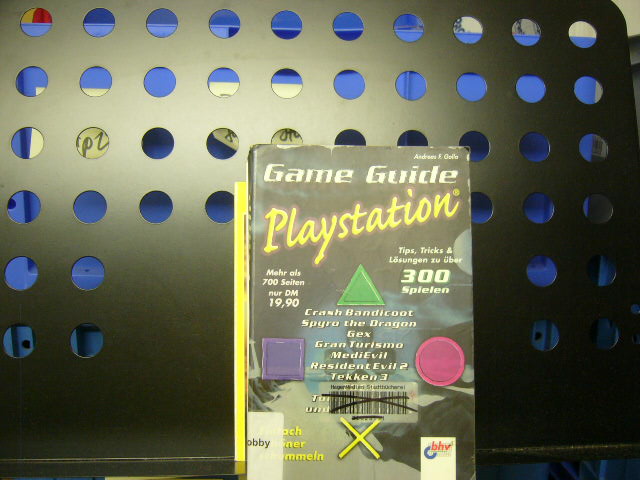 Andreas F. Golla
Game Guide
Playstation®
Tips, Tricks &
Lösungen zu über
300
Spielen
Mehr als
700 Seiten
nur DM
19,90
Crash Bandicoot
Spyro the Dragon
Gex
Gran Turismo
MediEvil
Resident Evil 2
Tekken 3
obby
bhv